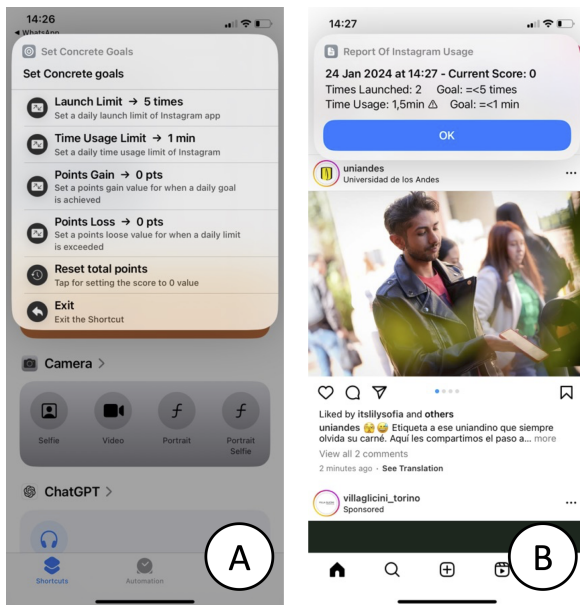 14:26
WhatsApp
Set Concrete Goals
Set Concrete goals
Launch Limit → 5 times
Set a daily launch limit of Instagram app
Time Usage Limit → 1 min
Set a daily time usage limit of Instagram
Points Gain → 0 pts
Set a points gain value for when a daily goal
is achieved
Points Loss → 0 pts
Set a points loose value for when a daily limit
is exceeded
Reset total points
Tap for setting the score to 0 value
Exit
Exit the Shortcut
Camera >
Selfie
Video
Portrait
Portrait
Selfie
ChatGPT >
Shortcuts
Automation
A
14:27
Report Of Instagram Usage
24 Jan 2024 at 14:27 - Current Score: 0
Times Launched: 2 Goal: =<5 times
Time Usage: 1,5min ⚠ Goal: =<1 min
OK
uniandes
Universidad de los Andes
Liked by itslilysofia and others
uniandes 🫣😅 Etiqueta a ese uniandino que siempre
olvida su carné. Aquí les compartimos el paso a... more
View all 2 comments
2 minutes ago · See Translation
villaglicini_torino
Sponsored
B